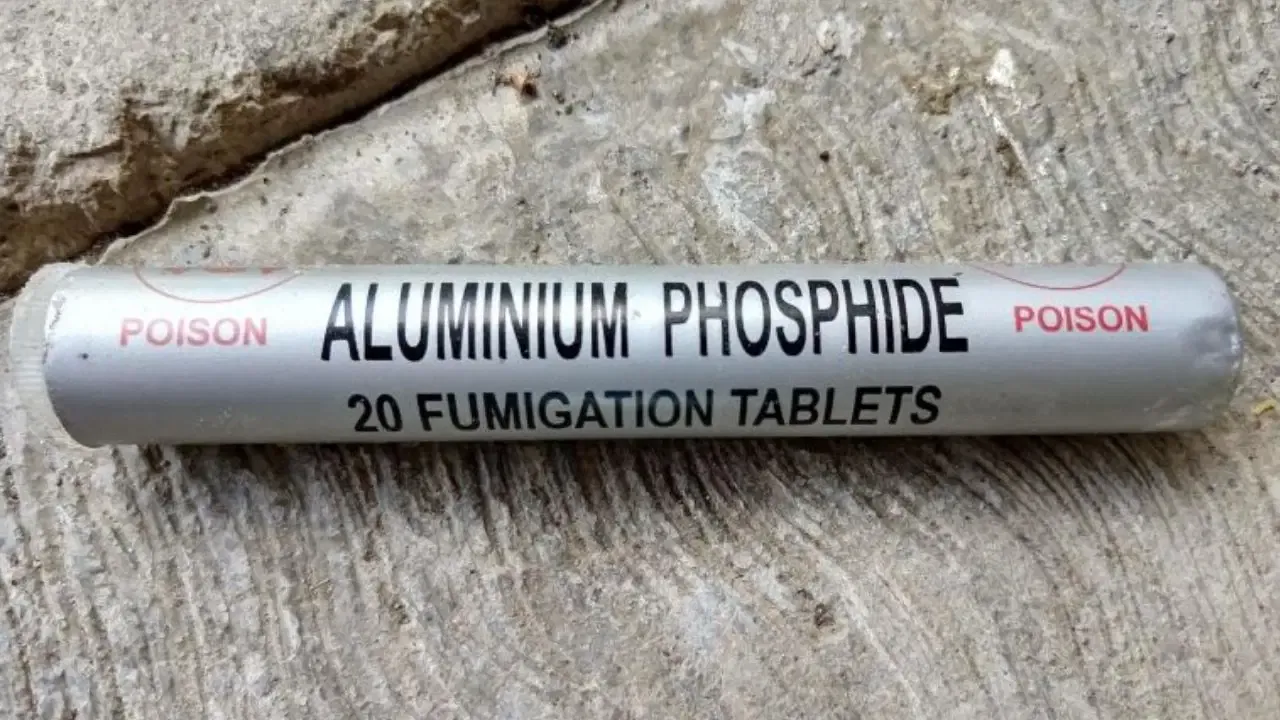 POISON ALUMINIUM PHOSPHIDE POISON
20 FUMIGATION TABLETS